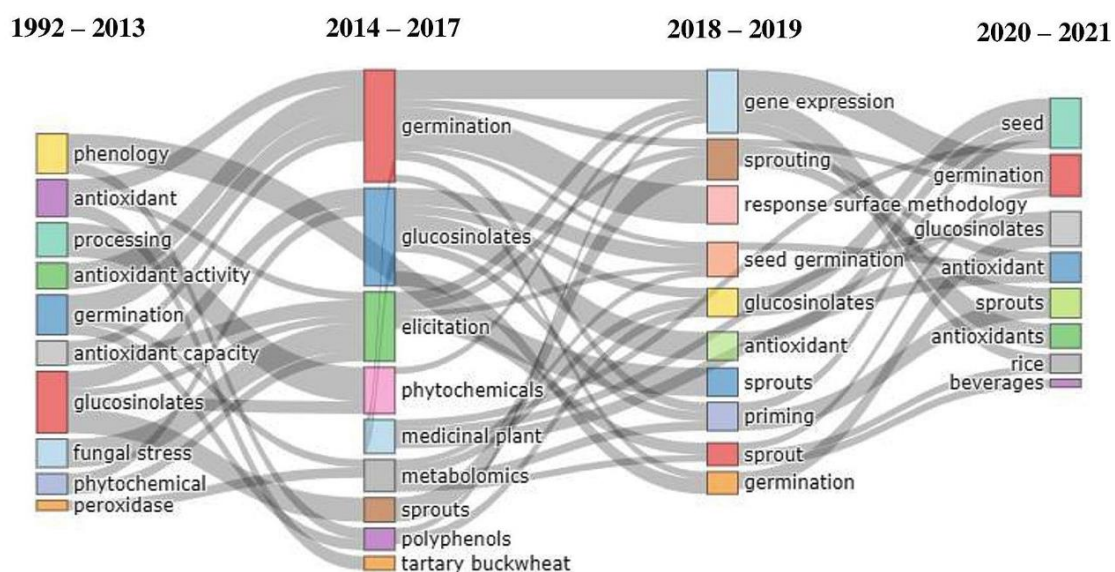 1992 – 2013
2014 – 2017
2018 – 2019
2020 – 2021
phenology
antioxidant
processing
antioxidant activity
germination
antioxidant capacity
glucosinolates
fungal stress
phytochemical
peroxidase
germination
glucosinolates
elicitation
phytochemicals
medicinal plant
metabolomics
sprouts
polyphenols
tartary buckwheat
gene expression
sprouting
response surface methodology
seed germination
glucosinolates
antioxidant
sprouts
priming
sprout
germination
seed
germination
glucosinolates
antioxidant
sprouts
antioxidants
rice
beverages